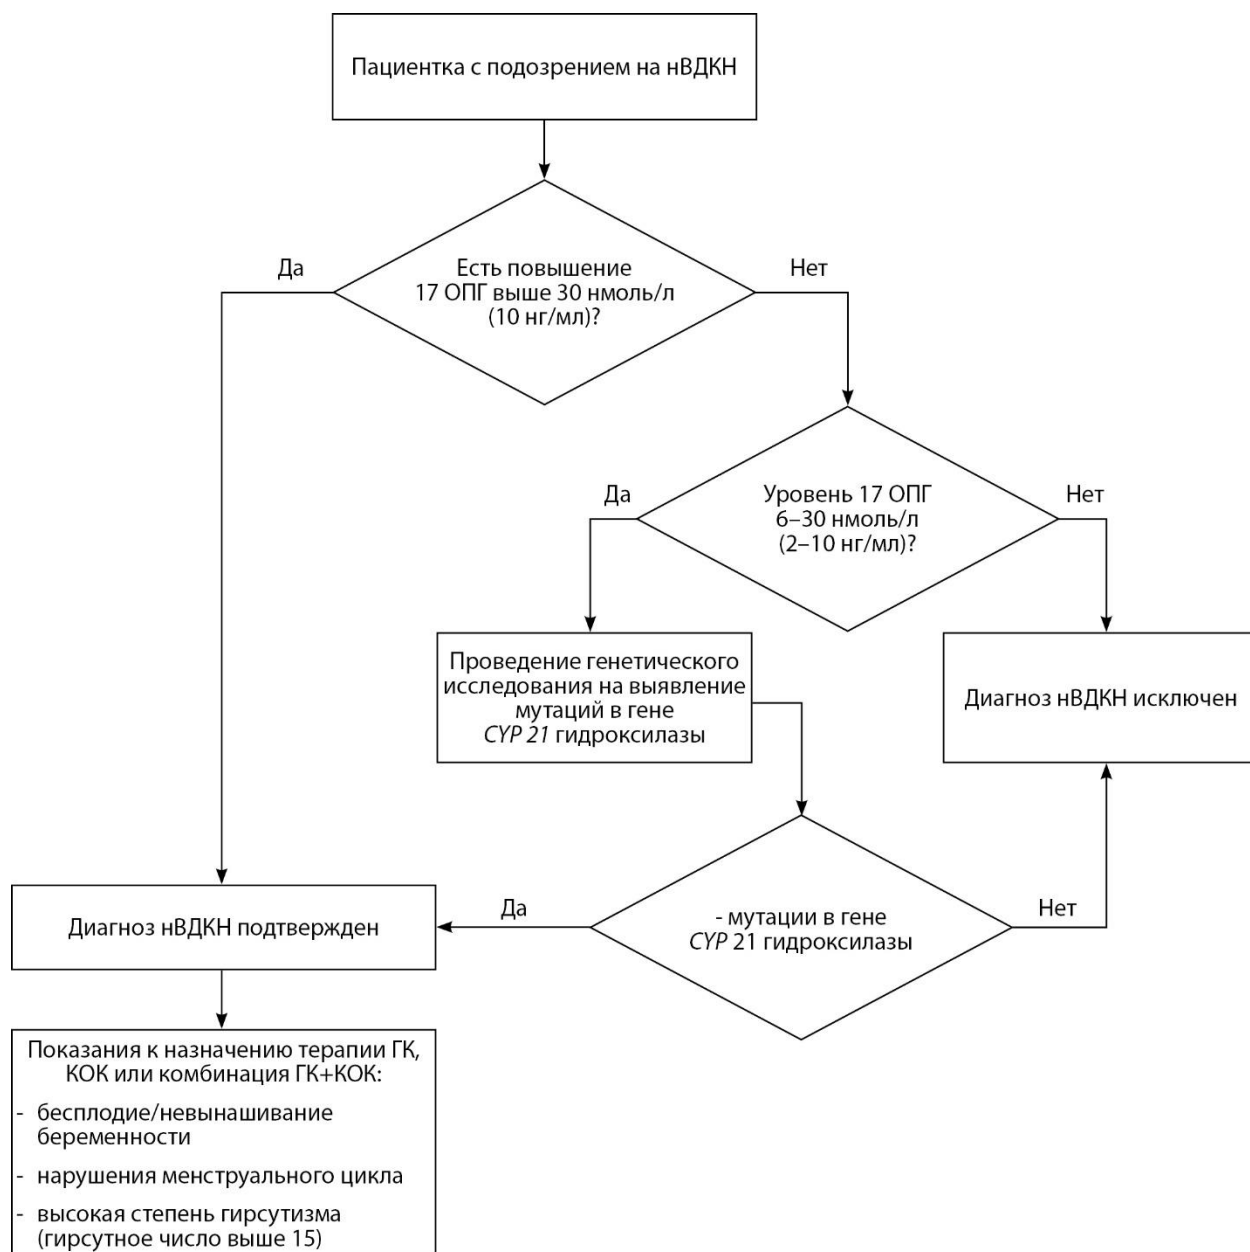 Пациентка с подозрением на нВДКН
Да
Есть повышение
17 ОПГ выше 30 нмоль/л
(10 нг/мл)?
Нет
Да
Уровень 17 ОПГ
6–30 нмоль/л
(2–10 нг/мл)?
Нет
Проведение генетического
исследования на выявление
мутаций в гене
CYP 21 гидроксилазы
Диагноз нВДКН исключен
Диагноз нВДКН подтвержден
Да
- мутации в гене
CYP 21 гидроксилазы
Нет
Показания к назначению терапии ГК,
КОК или комбинация ГК+КОК:
- бесплодие/невынашивание
беременности
- нарушения менструального цикла
- высокая степень гирсутизма
(гирсутное число выше 15)